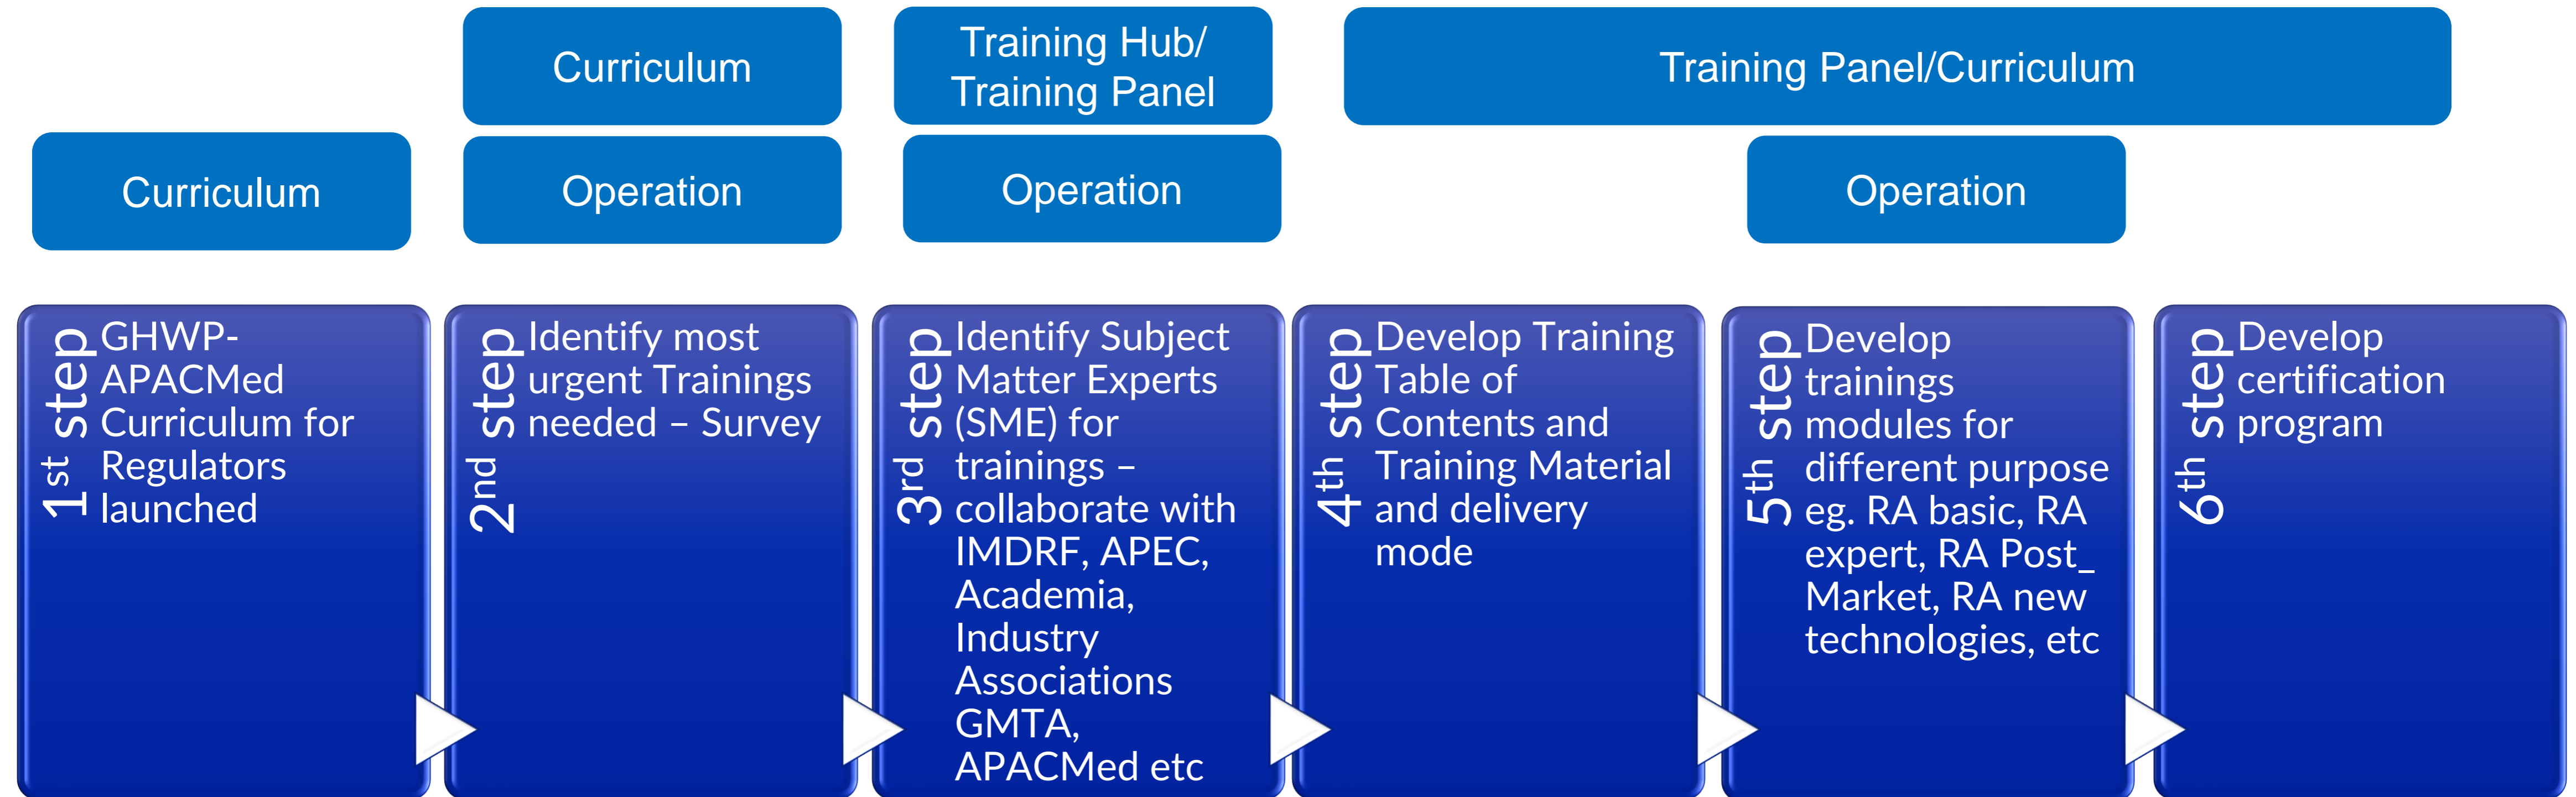 Curriculum
Training Hub/
Training Panel
Training Panel/Curriculum
Curriculum
Operation
Operation
Operation
1st step
GHWP-
APACMed
Curriculum for
Regulators
launched
2nd step
Identify most
urgent Trainings
needed – Survey
3rd step
Identify Subject
Matter Experts
(SME) for
trainings –
collaborate with
IMDRF, APEC,
Academia,
Industry
Associations
GMTA,
APACMed etc
4th step
Develop Training
Table of
Contents and
Training Material
and delivery
mode
5th step
Develop
trainings
modules for
different purpose
eg. RA basic, RA
expert, RA Post_
Market, RA new
technologies, etc
6th step
Develop
certification
program